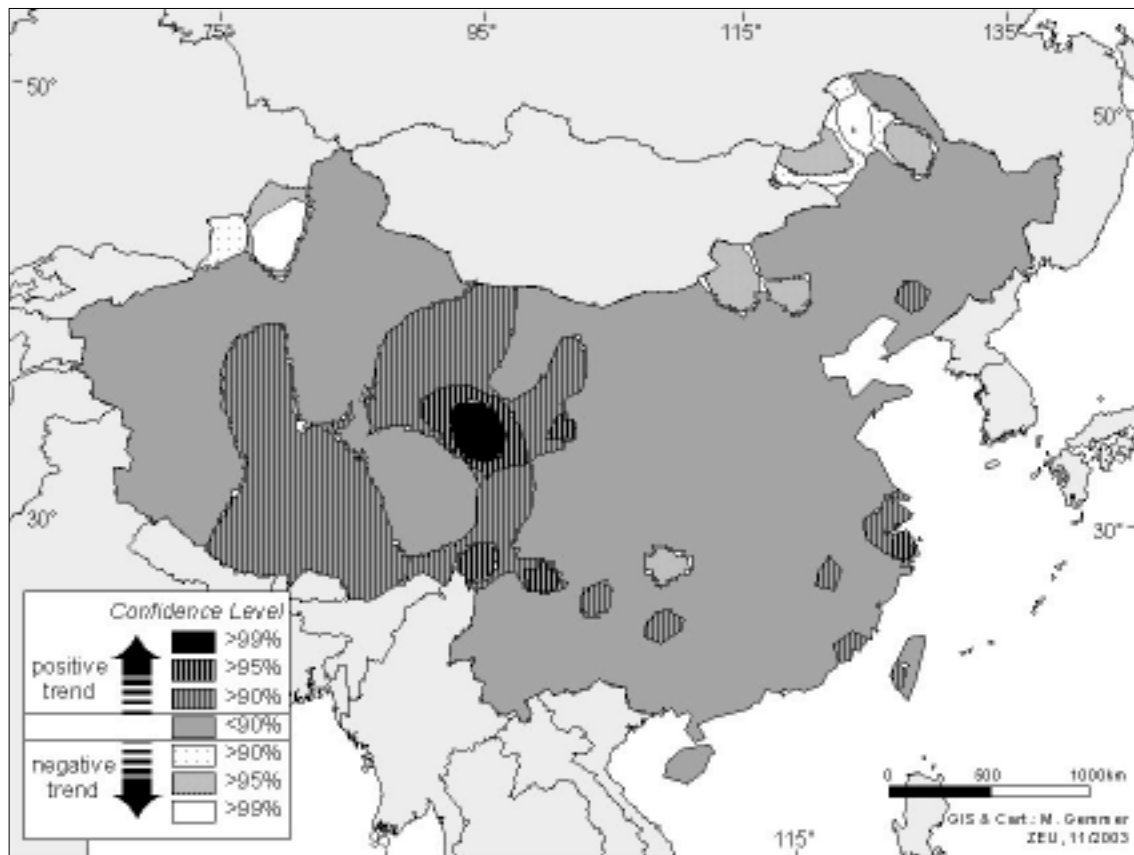 75° 95° 115° 135°
50° 50°
30° 30°
Confidence Level
>99%
positive trend
>95%
>90%
<90%
>90%
negative trend
>95%
>99%
95° 115°
0 500 1000km
GIS & Cart.: M. Gemmer
ZEU, 11/2003